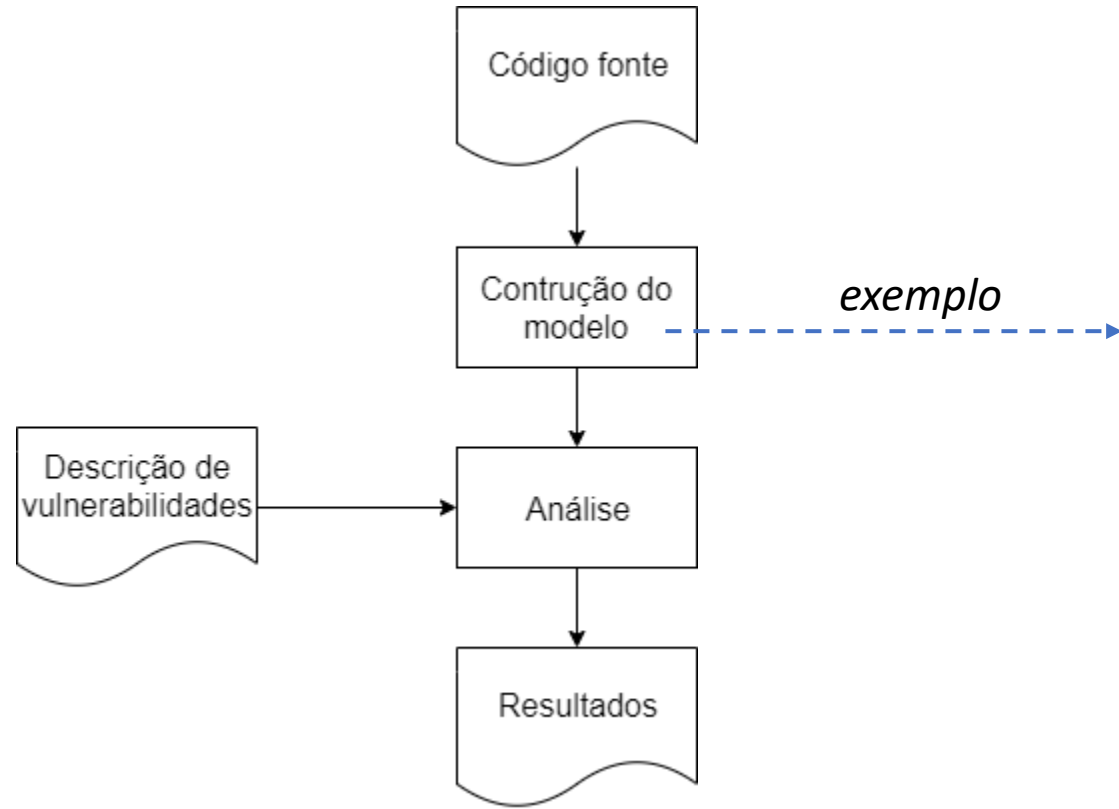 Código fonte
Contrução do
modelo
exemplo
Descrição de
vulnerabilidades
Análise
Resultados